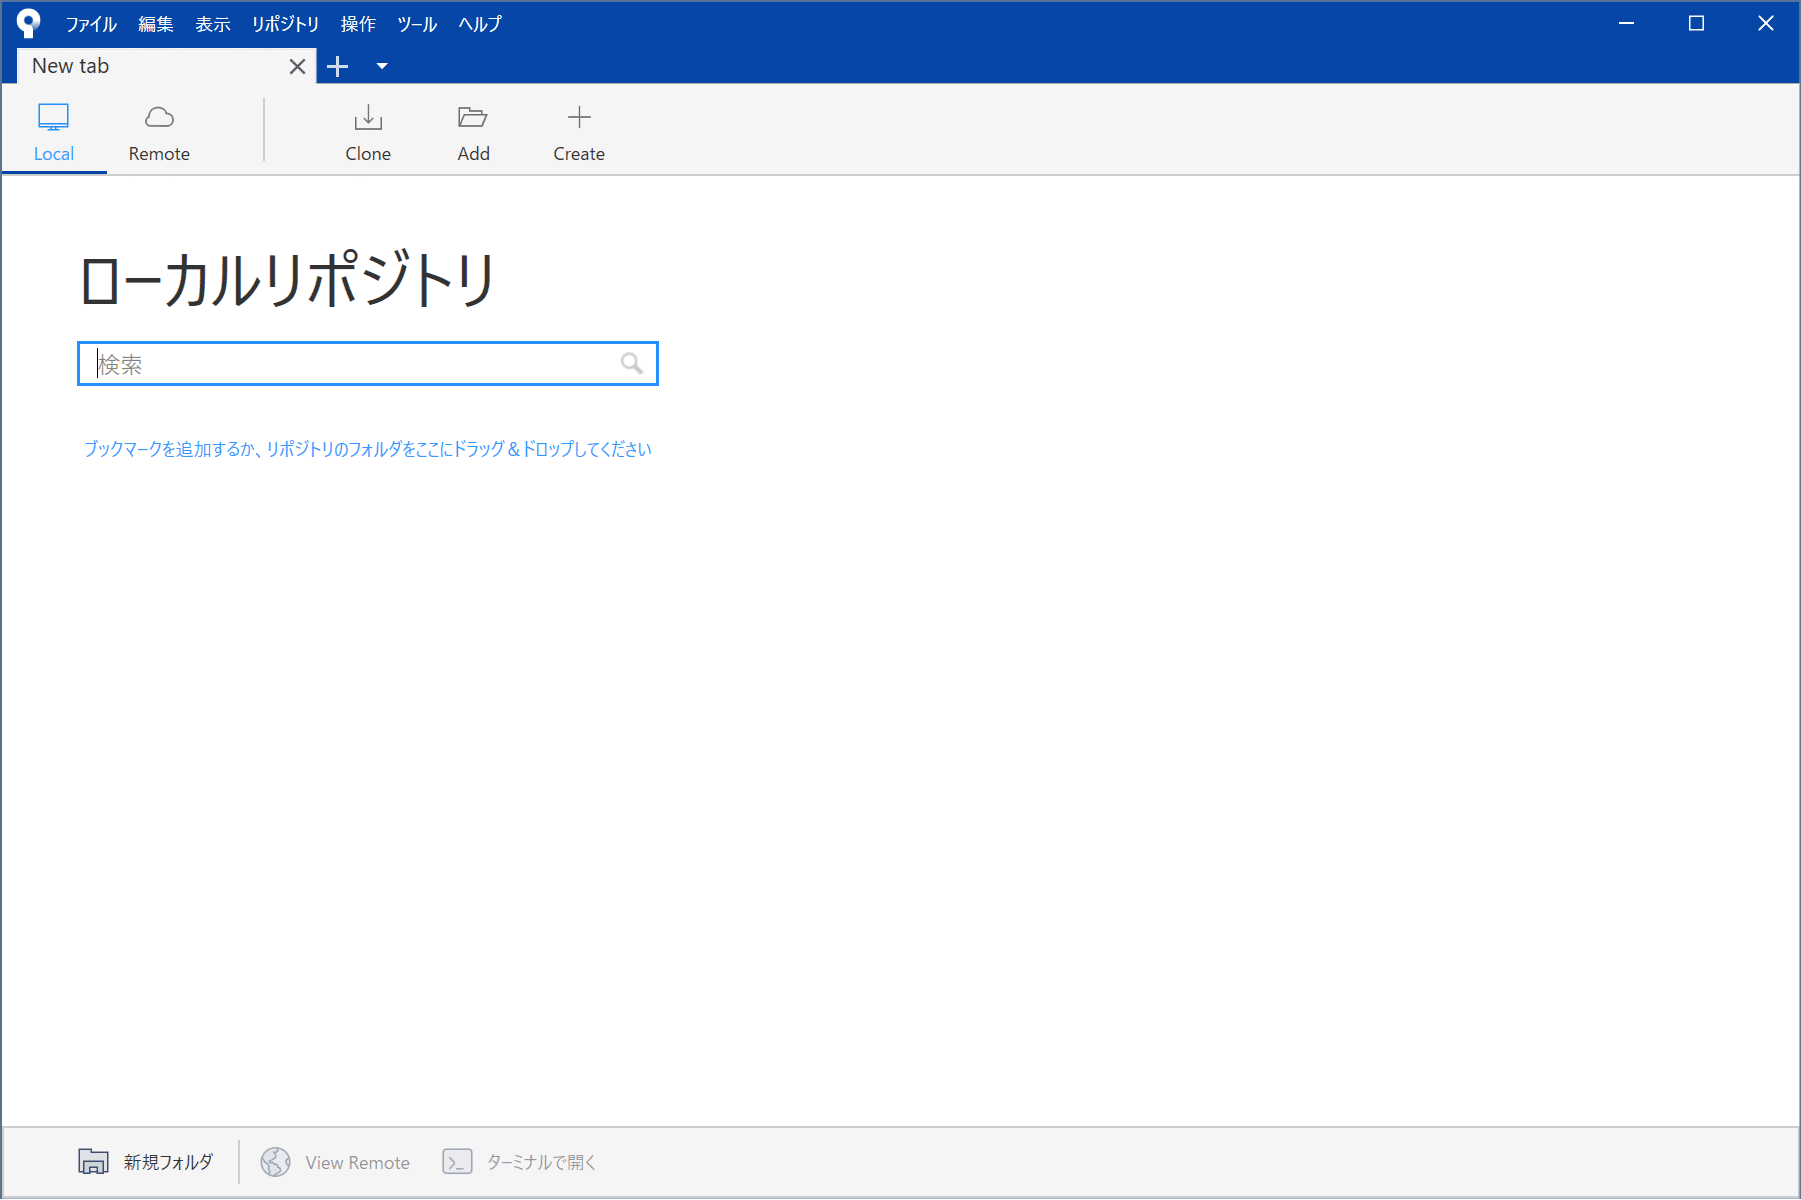 ファイル 編集 表示 リポジトリ 操作 ツール ヘルプ
New tab
Local Remote Clone Add Create
ローカルリポジトリ
検索
ブックマークを追加するか、リポジトリのフォルダをここにドラッグ＆ドロップしてください
新規フォルダ View Remote ターミナルで開く